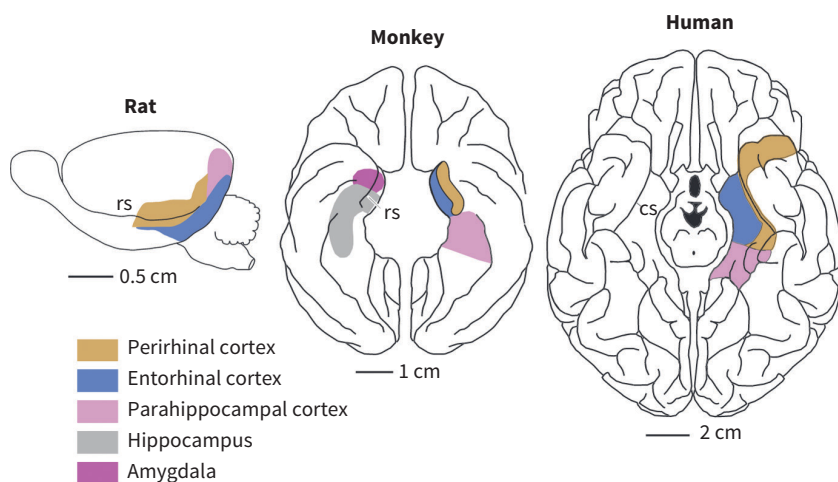 Rat
Monkey
Human
rs
rs
cs
0.5 cm
1 cm
2 cm
Perirhinal cortex
Entorhinal cortex
Parahippocampal cortex
Hippocampus
Amygdala